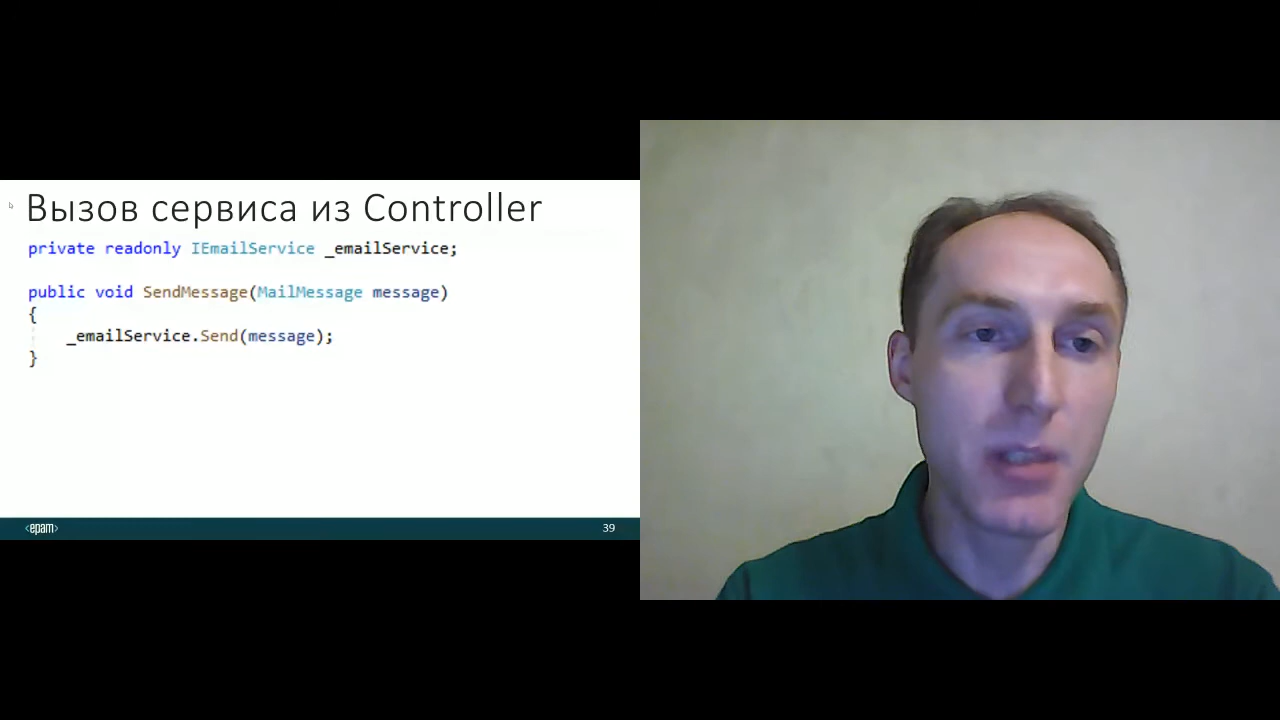 Вызов сервиса из Controller
private readonly IEmailService _emailService;
public void SendMessage(MailMessage message)
{
_emailService.Send(message);
}
<epam>
39